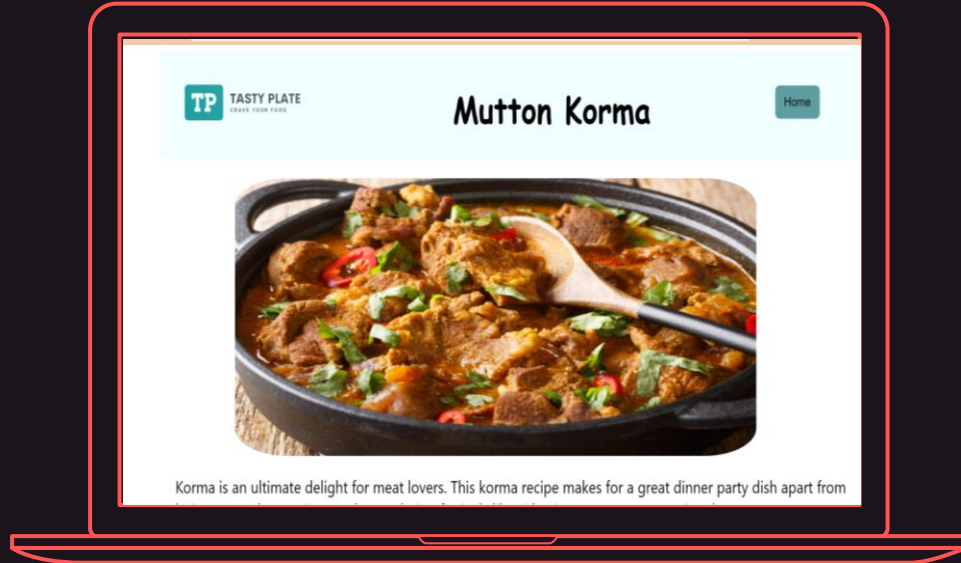 TP
TASTY PLATE
CRAVE YOUR FOOD
Mutton Korma
Home
Korma is an ultimate delight for meat lovers. This korma recipe makes for a great dinner party dish apart from